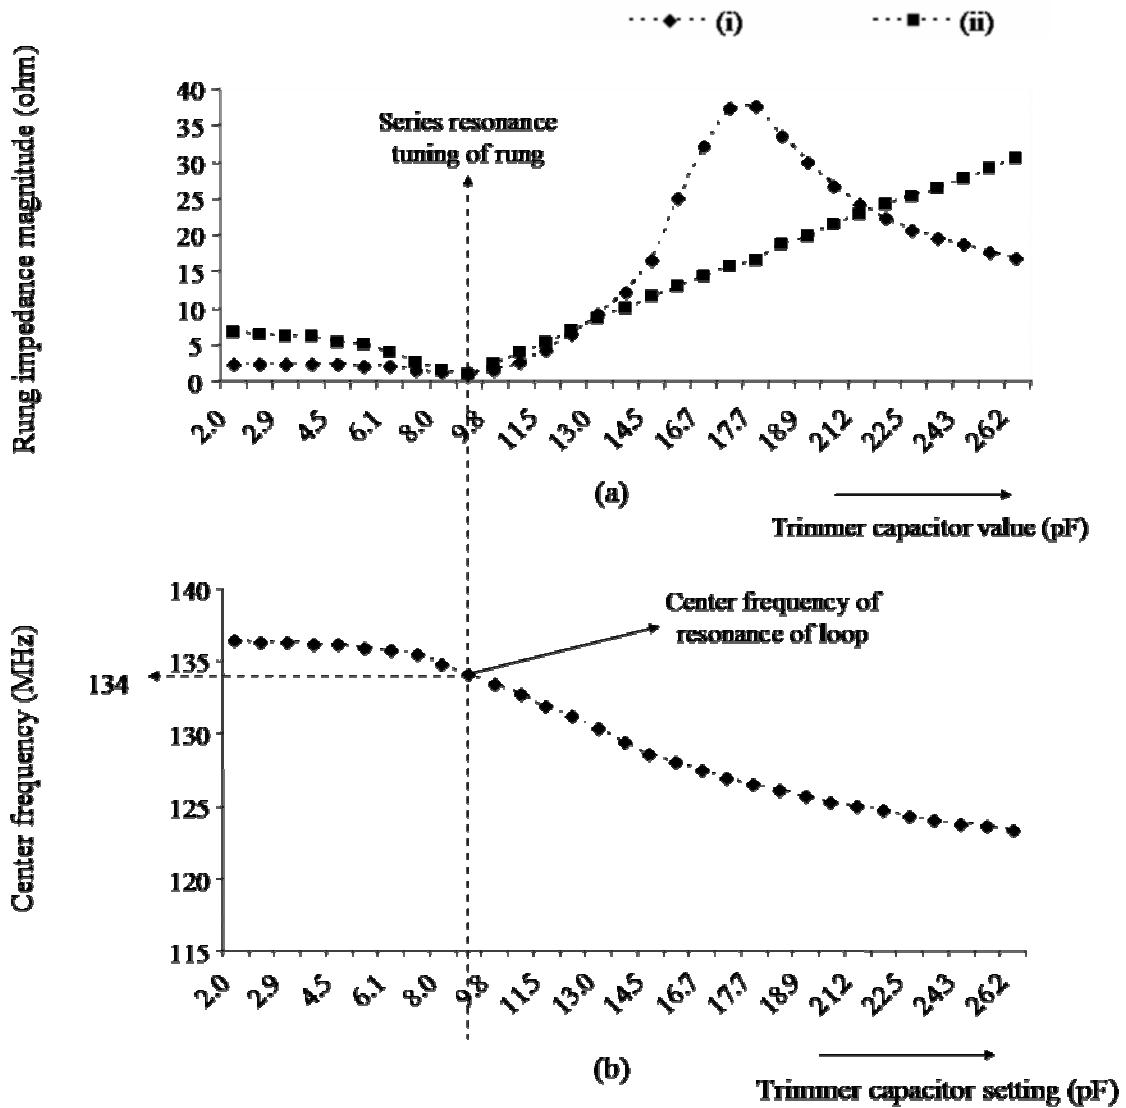 (i) (ii)
Rung impedance magnitude (ohm)
40
35
30
25
20
15
10
5
0
Series resonance
tuning of rung
2.0 2.9 4.5 6.1 8.0 9.8 11.5 13.0 14.5 16.7 17.7 18.9 21.2 22.5 24.3 26.2
(a)
Trimmer capacitor value (pF)
Center frequency (MHz)
140
135
134
130
125
120
115
Center frequency of
resonance of loop
2.0 2.9 4.5 6.1 8.0 9.8 11.5 13.0 14.5 16.7 17.7 18.9 21.2 22.5 24.3 26.2
(b)
Trimmer capacitor setting (pF)